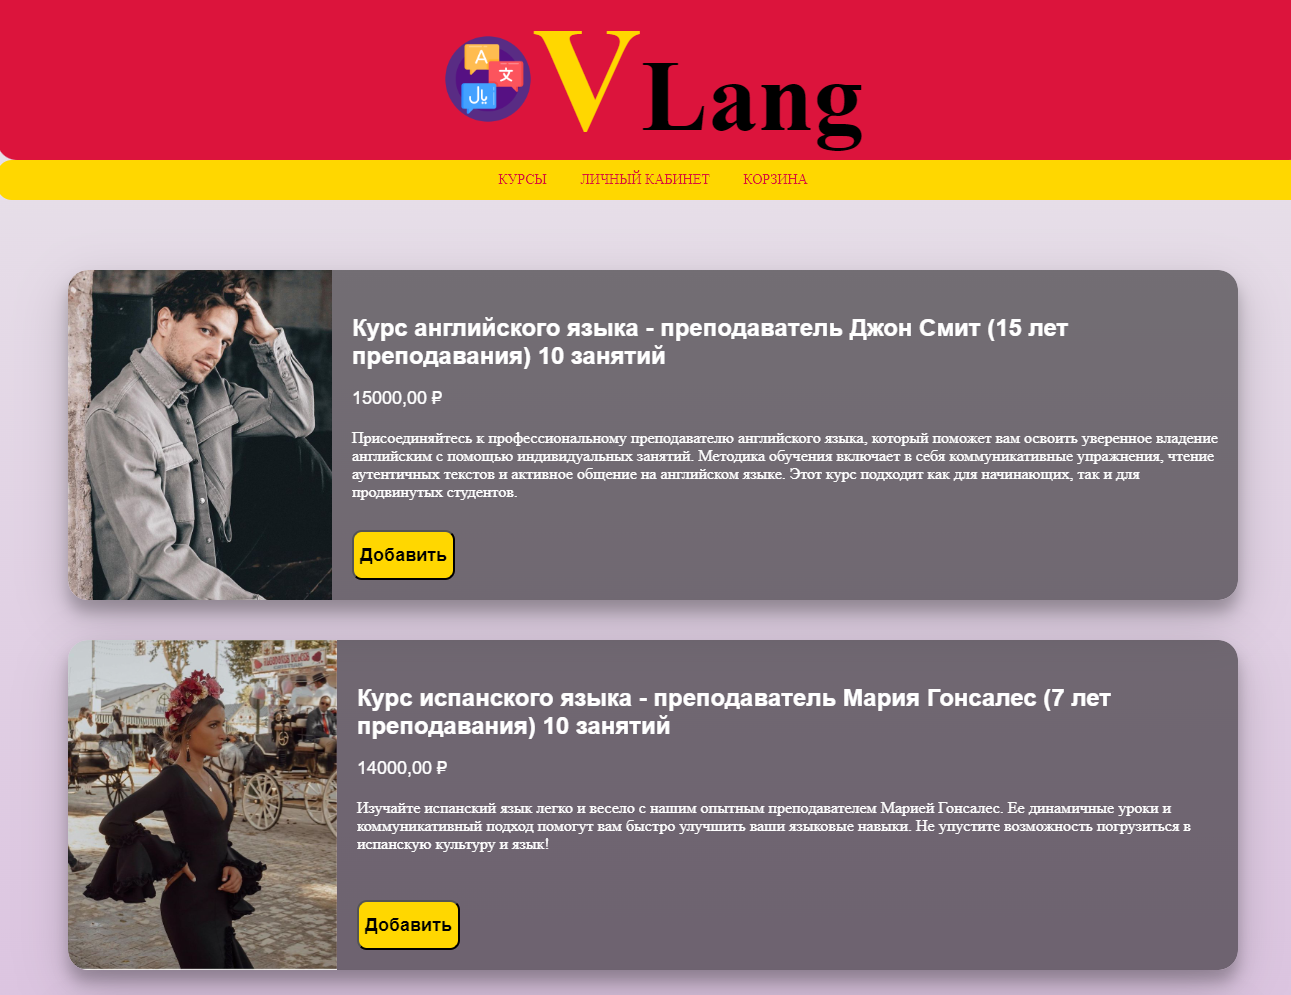 A
文
يال
VLang
КУРСЫ ЛИЧНЫЙ КАБИНЕТ КОРЗИНА
Курс английского языка - преподаватель Джон Смит (15 лет
преподавания) 10 занятий
15000,00 ₽
Присоединяйтесь к профессиональному преподавателю английского языка, который поможет вам освоить уверенное владение
английским с помощью индивидуальных занятий. Методика обучения включает в себя коммуникативные упражнения, чтение
аутентичных текстов и активное общение на английском языке. Этот курс подходит как для начинающих, так и для
продвинутых студентов.
Добавить
Курс испанского языка - преподаватель Мария Гонсалес (7 лет
преподавания) 10 занятий
14000,00 ₽
Изучайте испанский язык легко и весело с нашим опытным преподавателем Марией Гонсалес. Ее динамичные уроки и
коммуникативный подход помогут вам быстро улучшить ваши языковые навыки. Не упустите возможность погрузиться в
испанскую культуру и язык!
Добавить